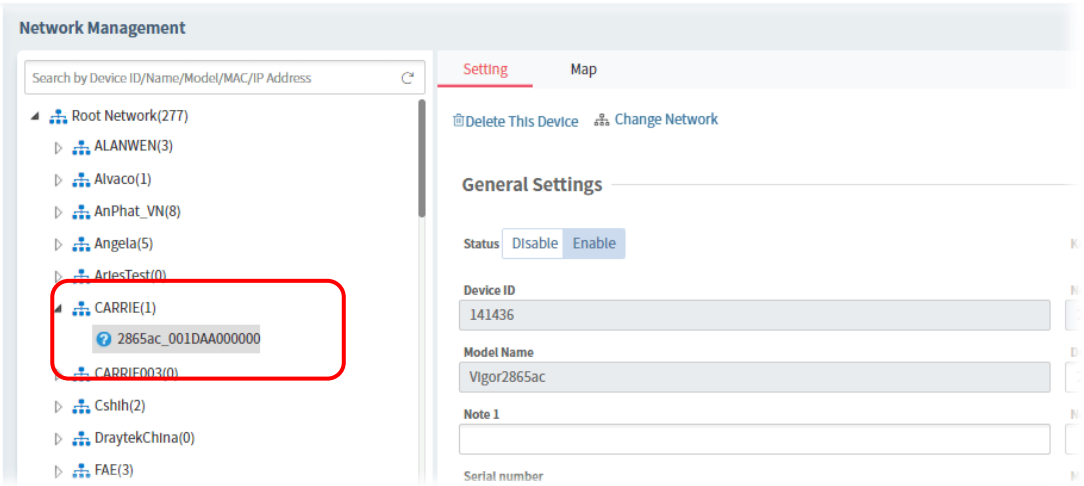 Network Management
Search by Device ID/Name/Model/MAC/IP Address
Root Network(277)
ALANWEN(3)
Alvaco(1)
AnPhat_VN(8)
Angela(5)
AriesTest(0)
CARRIE(1)
2865ac_001DAA000000
CARRIE003(0)
Cshih(2)
DraytekChina(0)
FAE(3)
Setting
Map
Delete This Device
Change Network
General Settings
Status
Disable
Enable
Device ID
141436
Model Name
Vigor2865ac
Note 1
Serial number